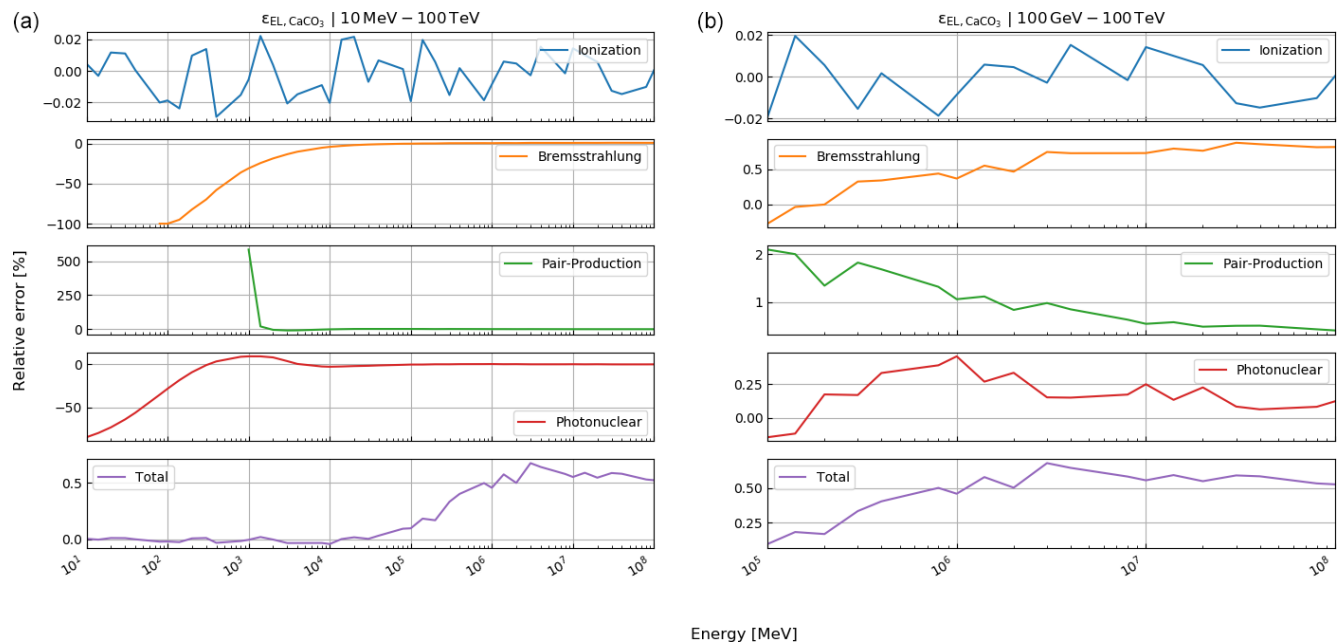 (a)
ε_EL, CaCO₃ | 10 MeV − 100 TeV
0.02
0.00
−0.02
Ionization
0
−50
−100
Bremsstrahlung
500
250
0
Pair-Production
0
−50
Photonuclear
0.5
0.0
Total
10¹
10²
10³
10⁴
10⁵
10⁶
10⁷
10⁸
(b)
ε_EL, CaCO₃ | 100 GeV − 100 TeV
0.02
0.00
−0.02
Ionization
0.5
0.0
Bremsstrahlung
2
1
Pair-Production
0.25
0.00
Photonuclear
0.50
0.25
Total
10⁵
10⁶
10⁷
10⁸
Relative error [%]
Energy [MeV]